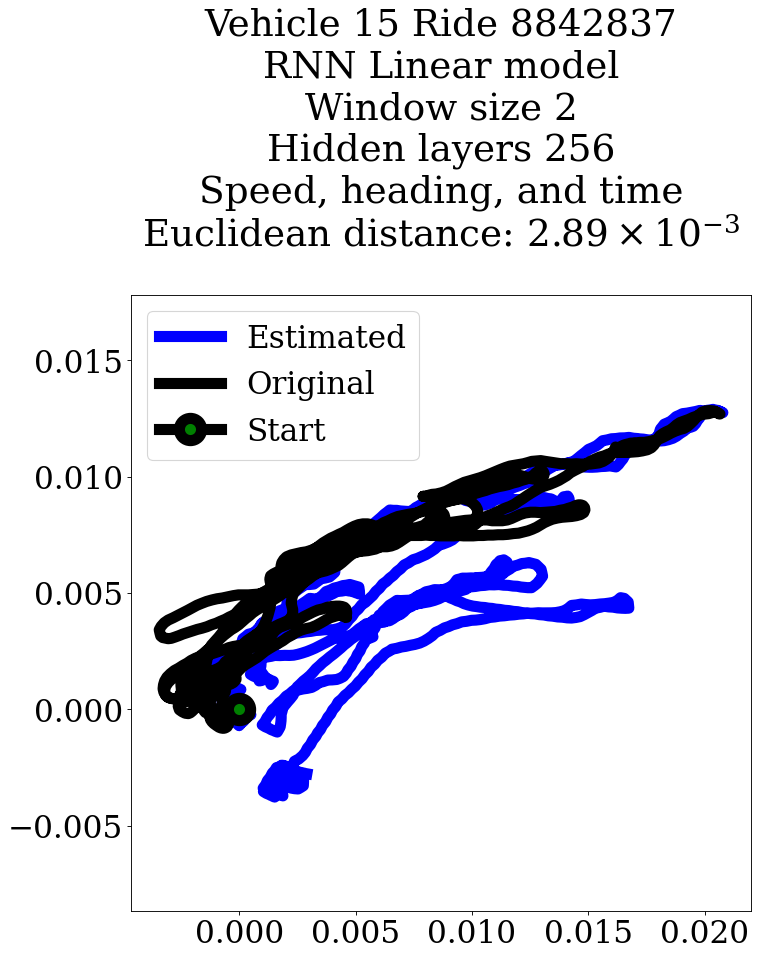 Vehicle 15 Ride 8842837
RNN Linear model
Window size 2
Hidden layers 256
Speed, heading, and time
Euclidean distance: 2.89 × 10⁻³
Estimated
Original
Start
0.015
0.010
0.005
0.000
−0.005
0.000 0.005 0.010 0.015 0.020